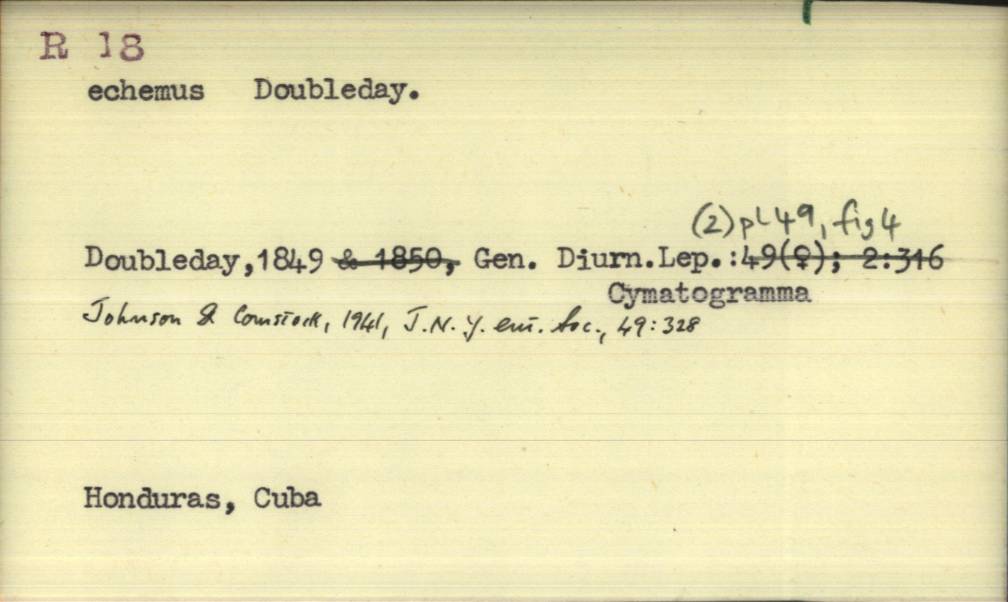 R 18
echemus Doubleday.
(2) pl 49, fig 4
Doubleday,1849 & 1850, Gen. Diurn.Lep.:49(♀); 2:316
Cymatogramma
Johnson & Comstock, 1941, J. N. Y. ent. Soc., 49:328
Honduras, Cuba